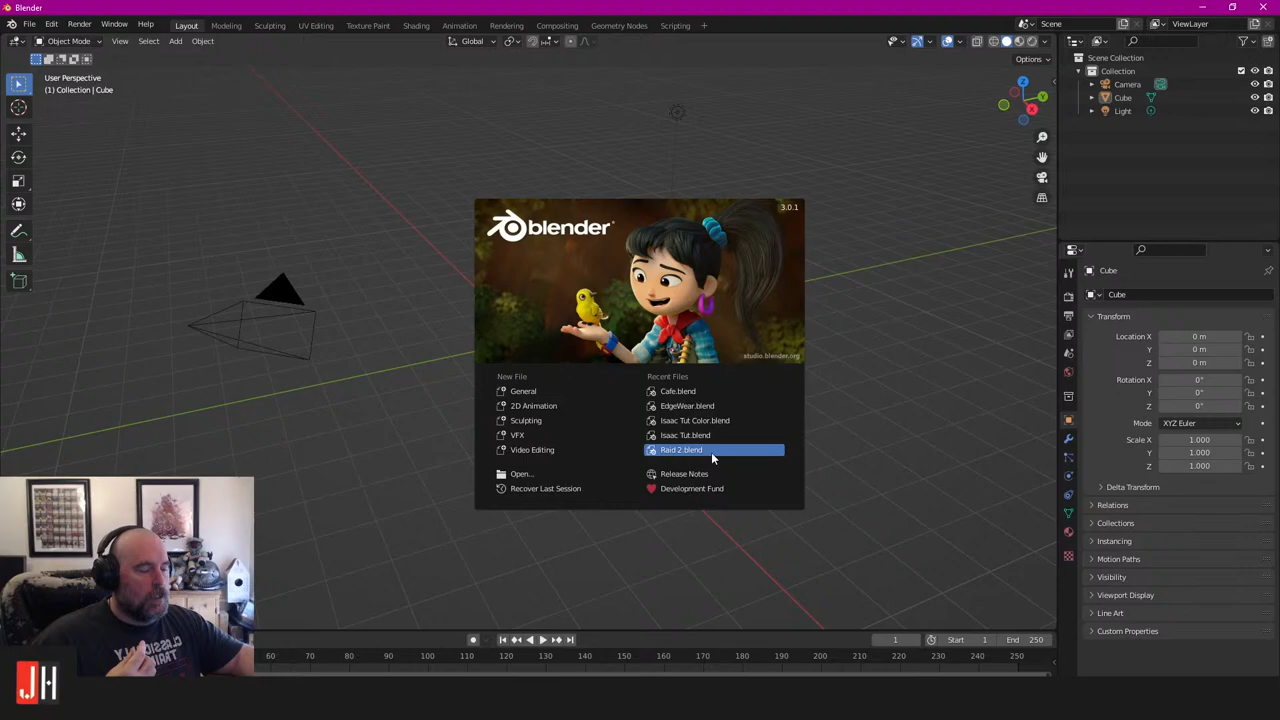 Blender
File Edit Render Window Help Layout Modeling Sculpting UV Editing Texture Paint Shading Animation Rendering Compositing Geometry Nodes Scripting + Scene ViewLayer
Object Mode View Select Add Object Global
Options
User Perspective
(1) Collection | Cube
Z
Y
X
Scene Collection
Collection
Camera
Cube
Light
blender
3.0.1
studio.blender.org
New File
General
2D Animation
Sculpting
VFX
Video Editing
Open...
Recover Last Session
Recent Files
Cafe.blend
EdgeWear.blend
Isaac Tut Color.blend
Isaac Tut.blend
Raid 2.blend
Release Notes
Development Fund
Cube
Cube
Transform
Location X 0 m
Y 0 m
Z 0 m
Rotation X 0°
Y 0°
Z 0°
Mode XYZ Euler
Scale X 1.000
Y 1.000
Z 1.000
Delta Transform
Relations
Collections
Instancing
Motion Paths
Visibility
Viewport Display
Line Art
Custom Properties
1 Start 1 End 250
60 70 80 90 100 110 120 130 140 150 160 170 180 190 200 210 220 230 240 250
JH